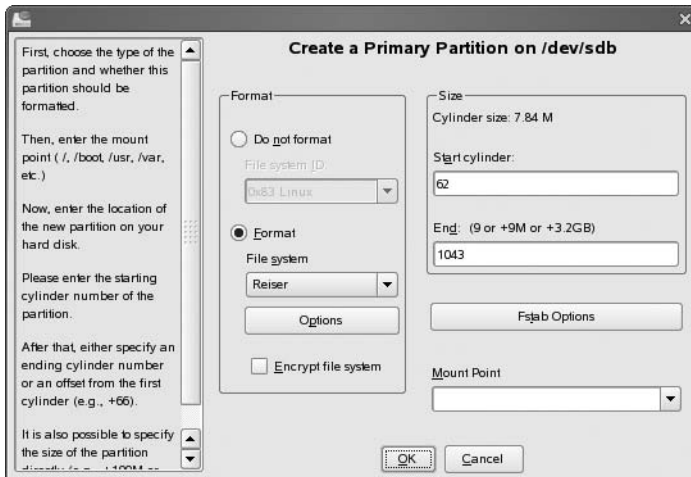 Create a Primary Partition on /dev/sdb
First, choose the type of the
partition and whether this
partition should be
formatted.
Then, enter the mount
point ( /, /boot, /usr, /var,
etc.)
Now, enter the location of
the new partition on your
hard disk.
Please enter the starting
cylinder number of the
partition.
After that, either specify an
ending cylinder number
or an offset from the first
cylinder (e.g., +66).
It is also possible to specify
the size of the partition
Format
Do not format
File system ID:
0x83 Linux
Format
File system
Reiser
Options
Encrypt file system
Size
Cylinder size: 7.84 M
Start cylinder:
62
End: (9 or +9M or +3.2GB)
1043
Fstab Options
Mount Point
OK
Cancel